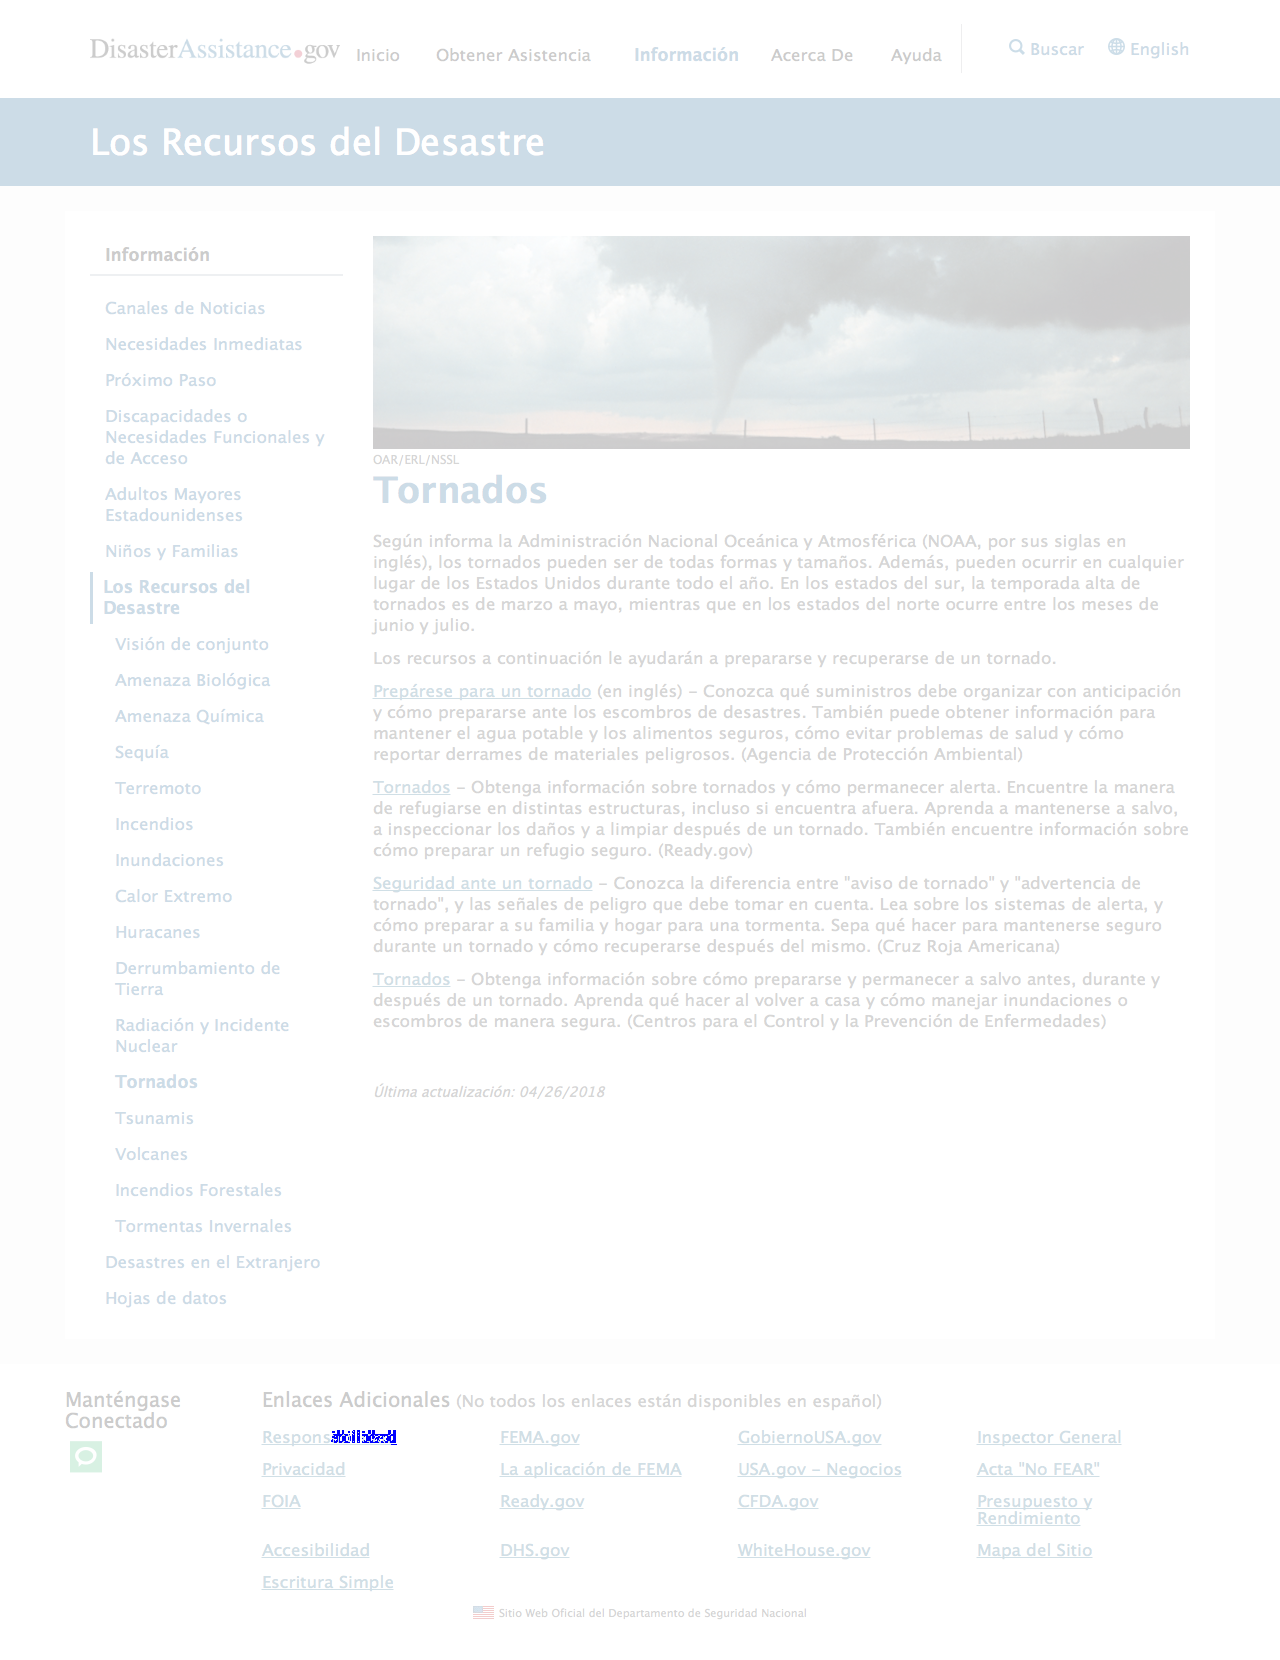 DisasterAssistance.gov
Inicio Obtener Asistencia Información Acerca De Ayuda Buscar English
Los Recursos del Desastre
Información
Canales de Noticias
Necesidades Inmediatas
Próximo Paso
Discapacidades o
Necesidades Funcionales y
de Acceso
Adultos Mayores
Estadounidenses
Niños y Familias
Los Recursos del
Desastre
Visión de conjunto
Amenaza Biológica
Amenaza Química
Sequía
Terremoto
Incendios
Inundaciones
Calor Extremo
Huracanes
Derrumbamiento de
Tierra
Radiación y Incidente
Nuclear
Tornados
Tsunamis
Volcanes
Incendios Forestales
Tormentas Invernales
Desastres en el Extranjero
Hojas de datos
OAR/ERL/NSSL
Tornados
Según informa la Administración Nacional Oceánica y Atmosférica (NOAA, por sus siglas en
inglés), los tornados pueden ser de todas formas y tamaños. Además, pueden ocurrir en cualquier
lugar de los Estados Unidos durante todo el año. En los estados del sur, la temporada alta de
tornados es de marzo a mayo, mientras que en los estados del norte ocurre entre los meses de
junio y julio.
Los recursos a continuación le ayudarán a prepararse y recuperarse de un tornado.
Prepárese para un tornado (en inglés) – Conozca qué suministros debe organizar con anticipación
y cómo prepararse ante los escombros de desastres. También puede obtener información para
mantener el agua potable y los alimentos seguros, cómo evitar problemas de salud y cómo
reportar derrames de materiales peligrosos. (Agencia de Protección Ambiental)
Tornados – Obtenga información sobre tornados y cómo permanecer alerta. Encuentre la manera
de refugiarse en distintas estructuras, incluso si encuentra afuera. Aprenda a mantenerse a salvo,
a inspeccionar los daños y a limpiar después de un tornado. También encuentre información sobre
cómo preparar un refugio seguro. (Ready.gov)
Seguridad ante un tornado – Conozca la diferencia entre "aviso de tornado" y "advertencia de
tornado", y las señales de peligro que debe tomar en cuenta. Lea sobre los sistemas de alerta, y
cómo preparar a su familia y hogar para una tormenta. Sepa qué hacer para mantenerse seguro
durante un tornado y cómo recuperarse después del mismo. (Cruz Roja Americana)
Tornados – Obtenga información sobre cómo prepararse y permanecer a salvo antes, durante y
después de un tornado. Aprenda qué hacer al volver a casa y cómo manejar inundaciones o
escombros de manera segura. (Centros para el Control y la Prevención de Enfermedades)
Última actualización: 04/26/2018
Manténgase
Conectado
Enlaces Adicionales (No todos los enlaces están disponibles en español)
Responsabilidad FEMA.gov GobiernoUSA.gov Inspector General
Privacidad La aplicación de FEMA USA.gov – Negocios Acta "No FEAR"
FOIA Ready.gov CFDA.gov Presupuesto y
Rendimiento
Accesibilidad DHS.gov WhiteHouse.gov Mapa del Sitio
Escritura Simple
Sitio Web Oficial del Departamento de Seguridad Nacional